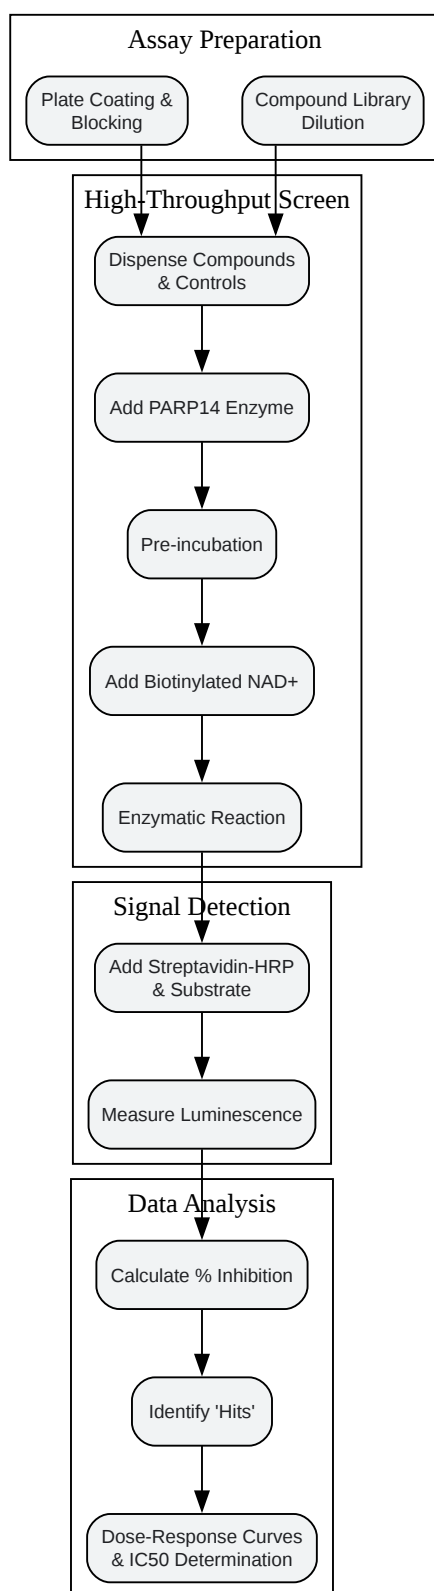 Assay Preparation
Plate Coating &
Blocking
Compound Library
Dilution
High-Throughput Screen
Dispense Compounds
& Controls
Add PARP14 Enzyme
Pre-incubation
Add Biotinylated NAD+
Enzymatic Reaction
Signal Detection
Add Streptavidin-HRP
& Substrate
Measure Luminescence
Data Analysis
Calculate % Inhibition
Identify 'Hits'
Dose-Response Curves
& IC50 Determination